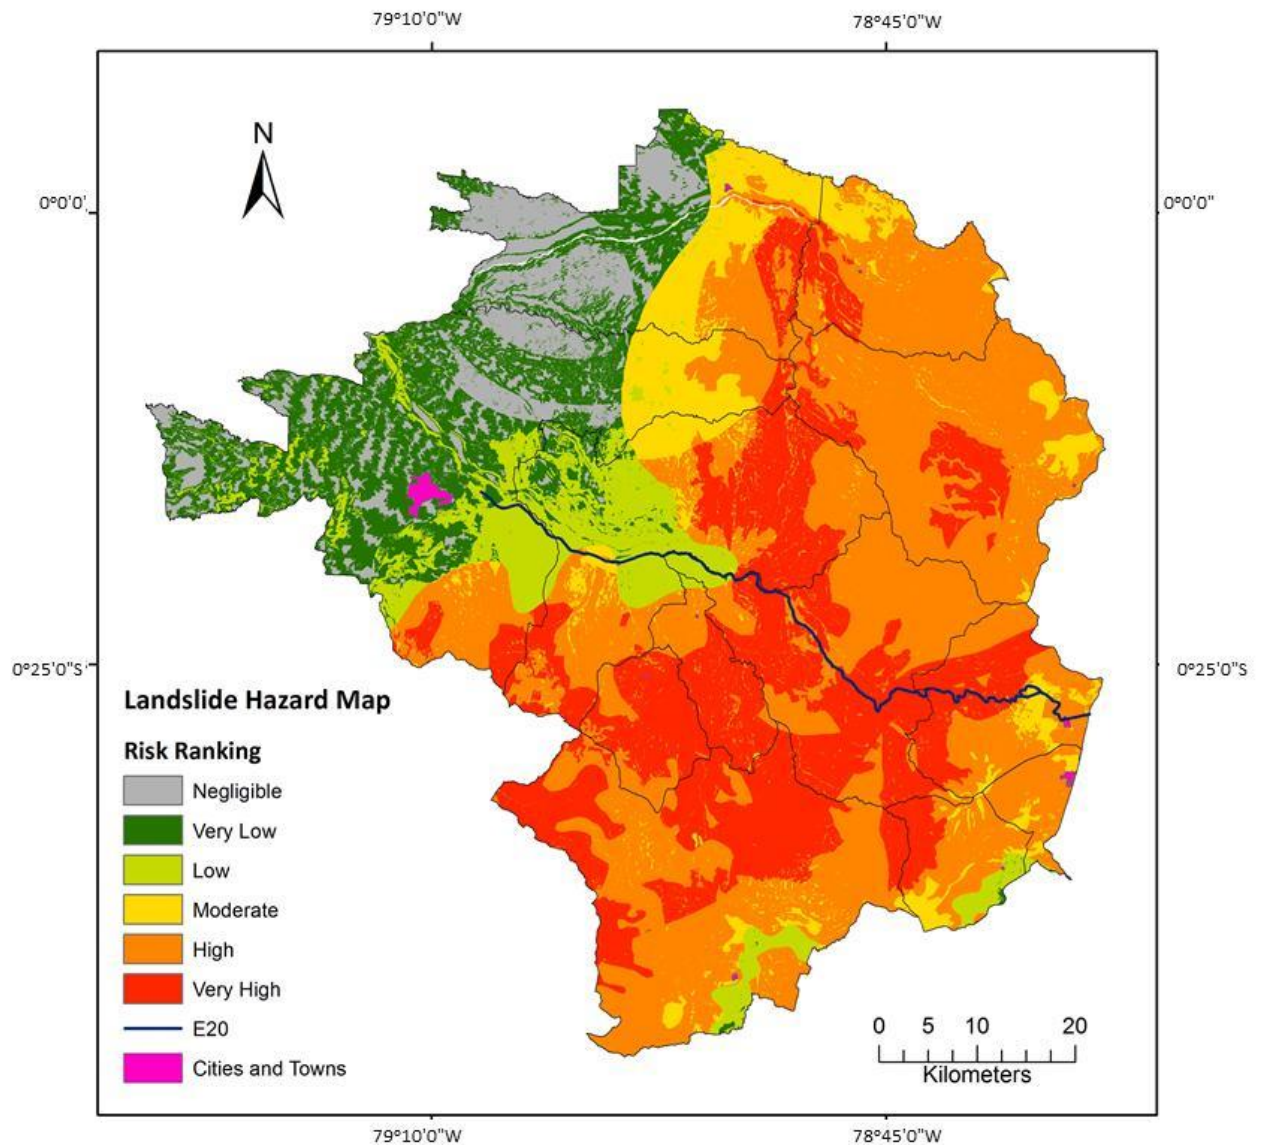 79°10'0"W
78°45'0"W
N
0°0'0'
0°0'0"
0°25'0"S
0°25'0"S
Landslide Hazard Map
Risk Ranking
Negligible
Very Low
Low
Moderate
High
Very High
E20
Cities and Towns
0 5 10 20
Kilometers
79°10'0"W
78°45'0"W